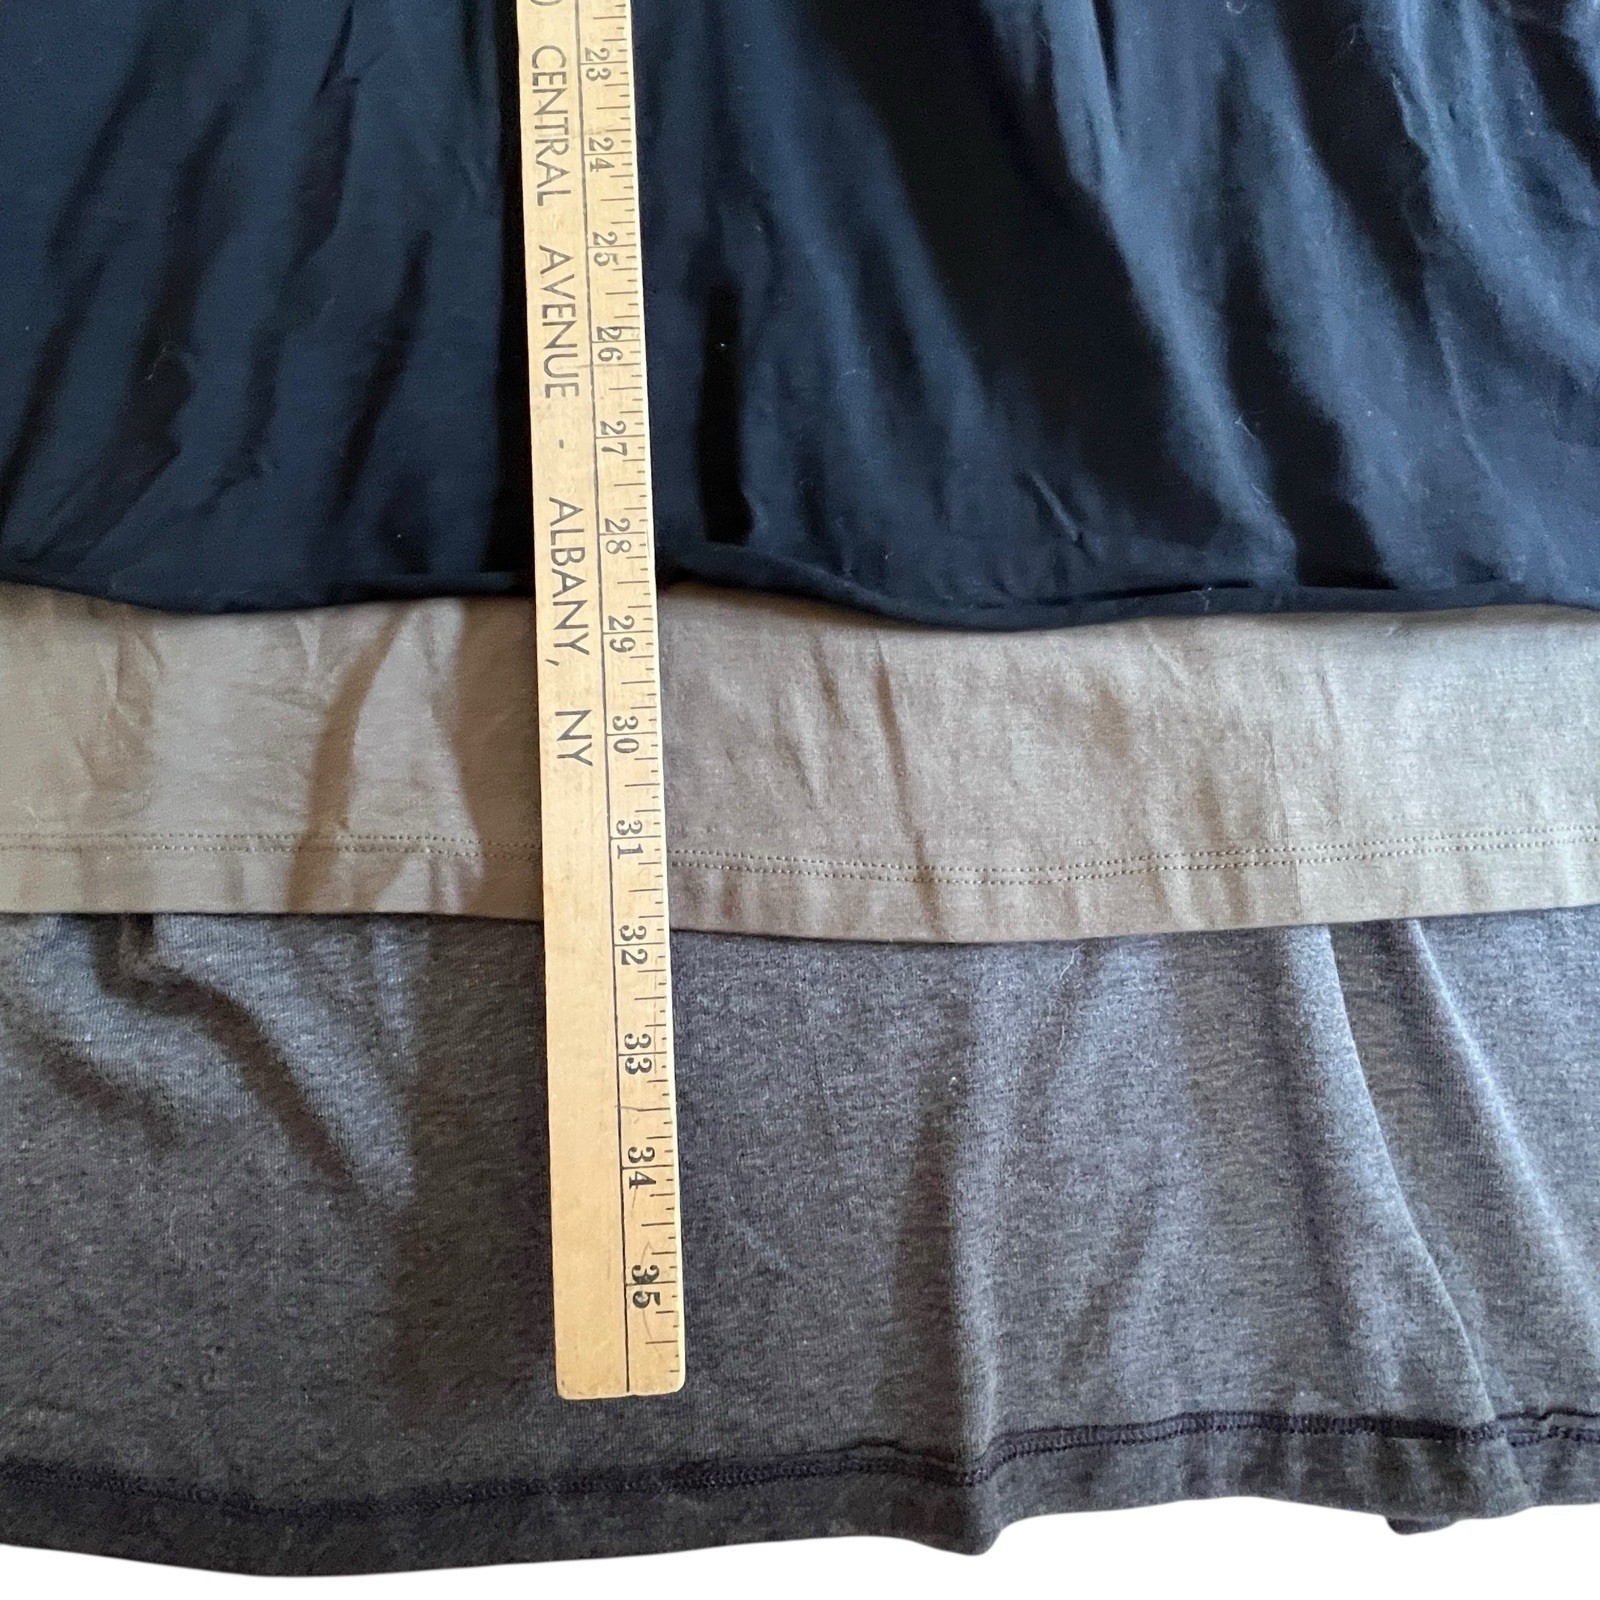 CENTRAL AVENUE - ALBANY, NY
23 24 25 26 27 28 29 30 31 32 33 34 35